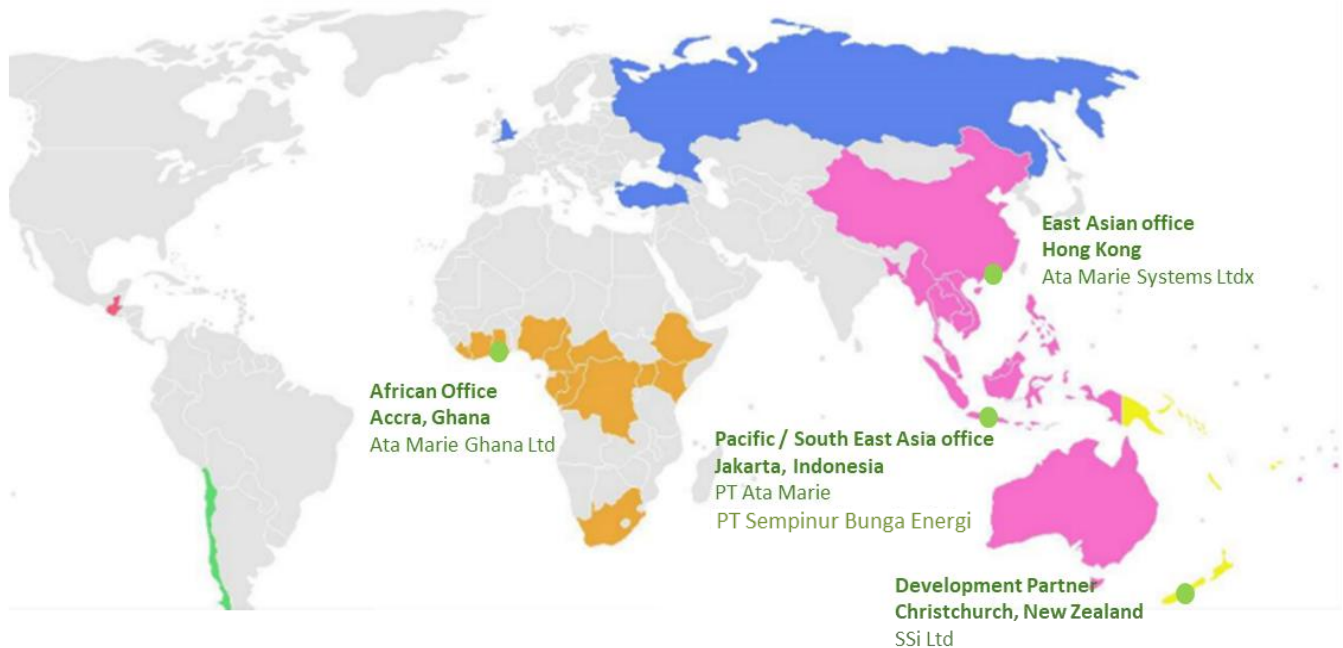 East Asian office
Hong Kong
Ata Marie Systems Ltdx
African Office
Accra, Ghana
Ata Marie Ghana Ltd
Pacific / South East Asia office
Jakarta, Indonesia
PT Ata Marie
PT Sempinur Bunga Energi
Development Partner
Christchurch, New Zealand
SSi Ltd